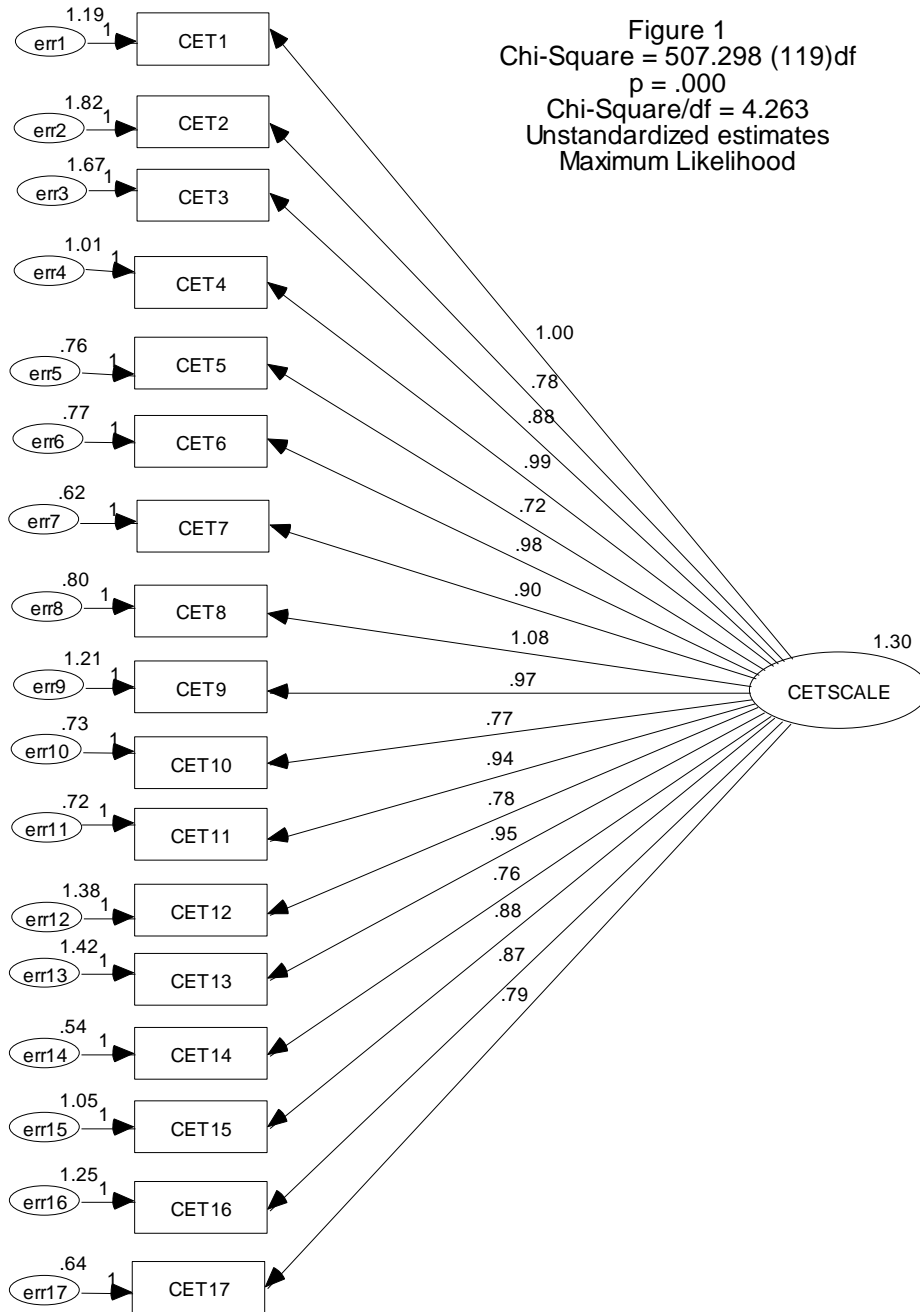 Figure 1
Chi-Square = 507.298 (119)df
p = .000
Chi-Square/df = 4.263
Unstandardized estimates
Maximum Likelihood
1.19
err1
1
CET1
1.82
err2
1
CET2
1.67
err3
1
CET3
1.01
err4
1
CET4
.76
err5
1
CET5
.77
err6
1
CET6
.62
err7
1
CET7
.80
err8
1
CET8
1.21
err9
1
CET9
.73
err10
1
CET10
.72
err11
1
CET11
1.38
err12
1
CET12
1.42
err13
1
CET13
.54
err14
1
CET14
1.05
err15
1
CET15
1.25
err16
1
CET16
.64
err17
1
CET17
1.00
.78
.88
.99
.72
.98
.90
1.08
.97
.77
.94
.78
.95
.76
.88
.87
.79
1.30
CETSCALE